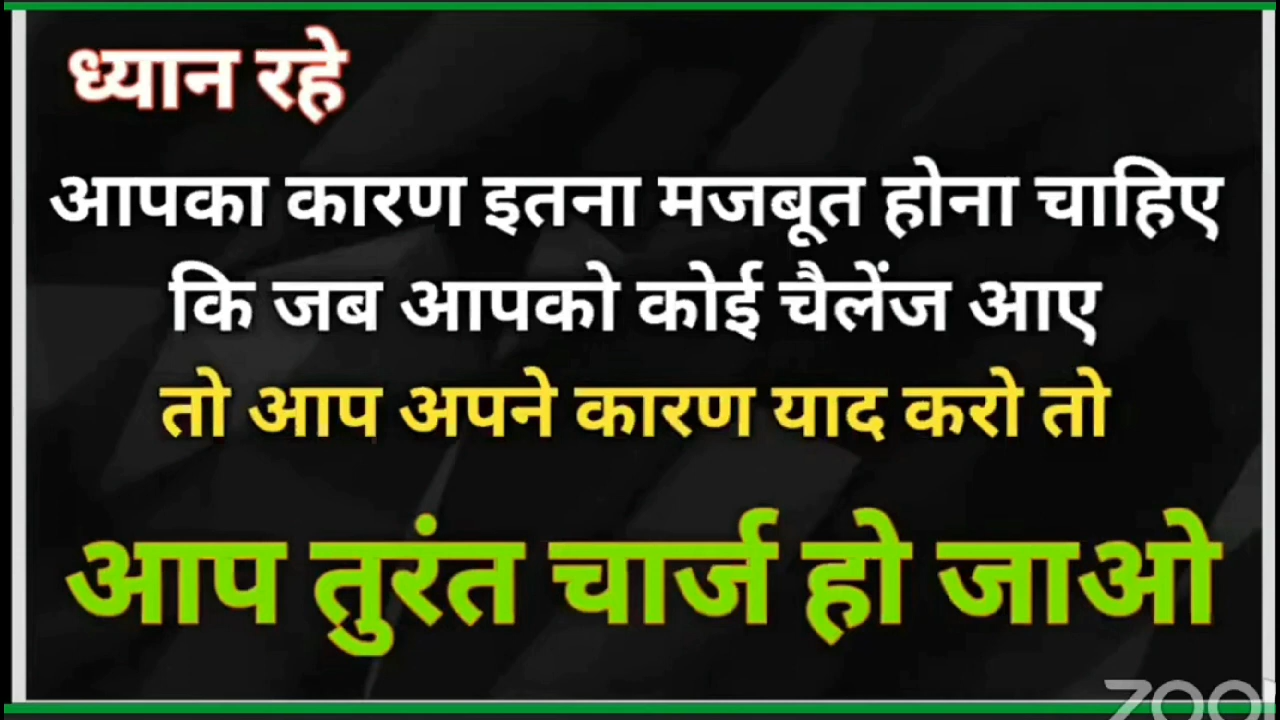 ध्यान रहे
आपका कारण इतना मजबूत होना चाहिए
कि जब आपको कोई चैलेंज आए
तो आप अपने कारण याद करो तो
आप तुरंत चार्ज हो जाओ